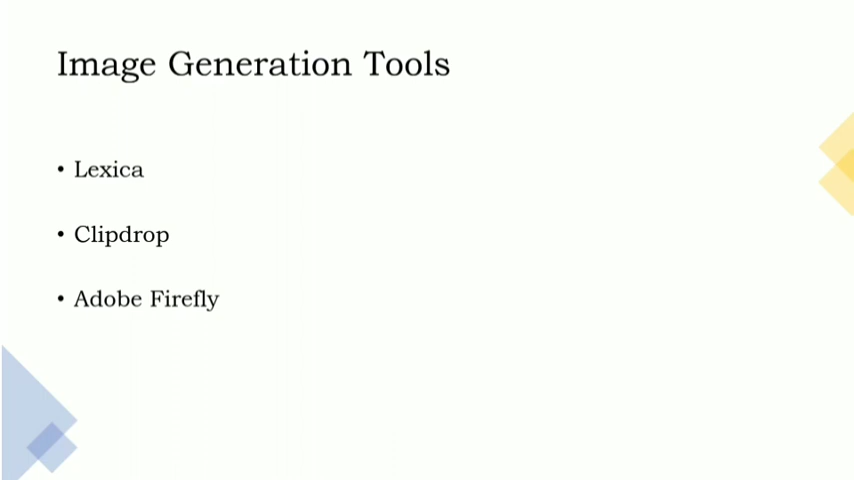 Image Generation Tools
• Lexica
• Clipdrop
• Adobe Firefly